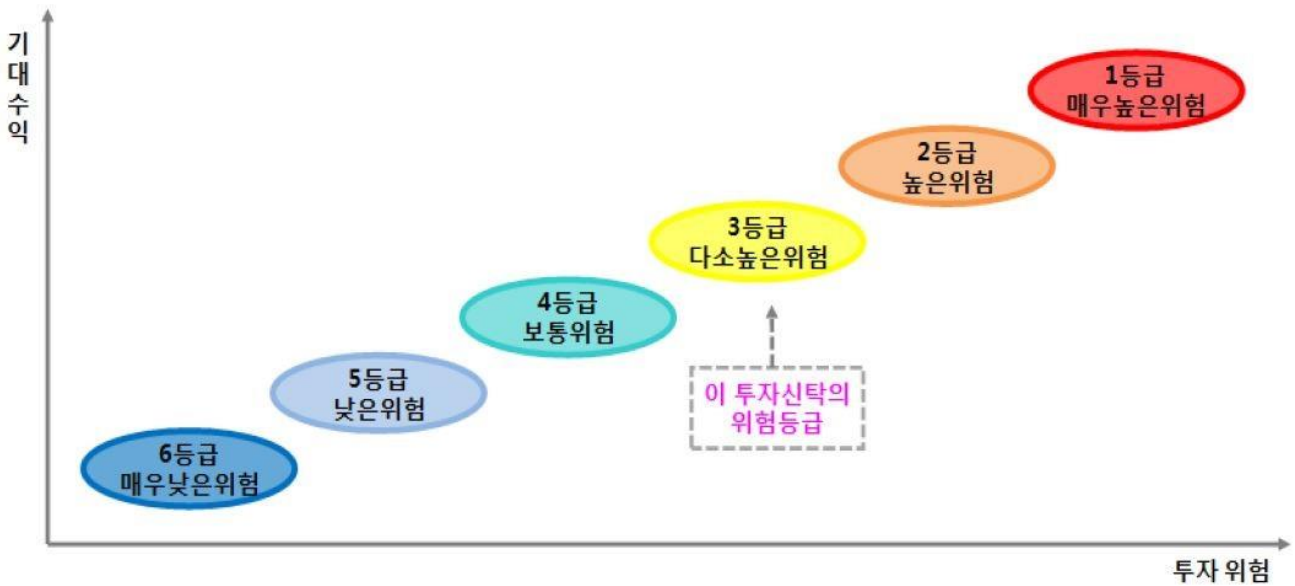 기대수익
1등급
매우높은위험
2등급
높은위험
3등급
다소높은위험
4등급
보통위험
이 투자신탁의
위험등급
5등급
낮은위험
6등급
매우낮은위험
투자 위험